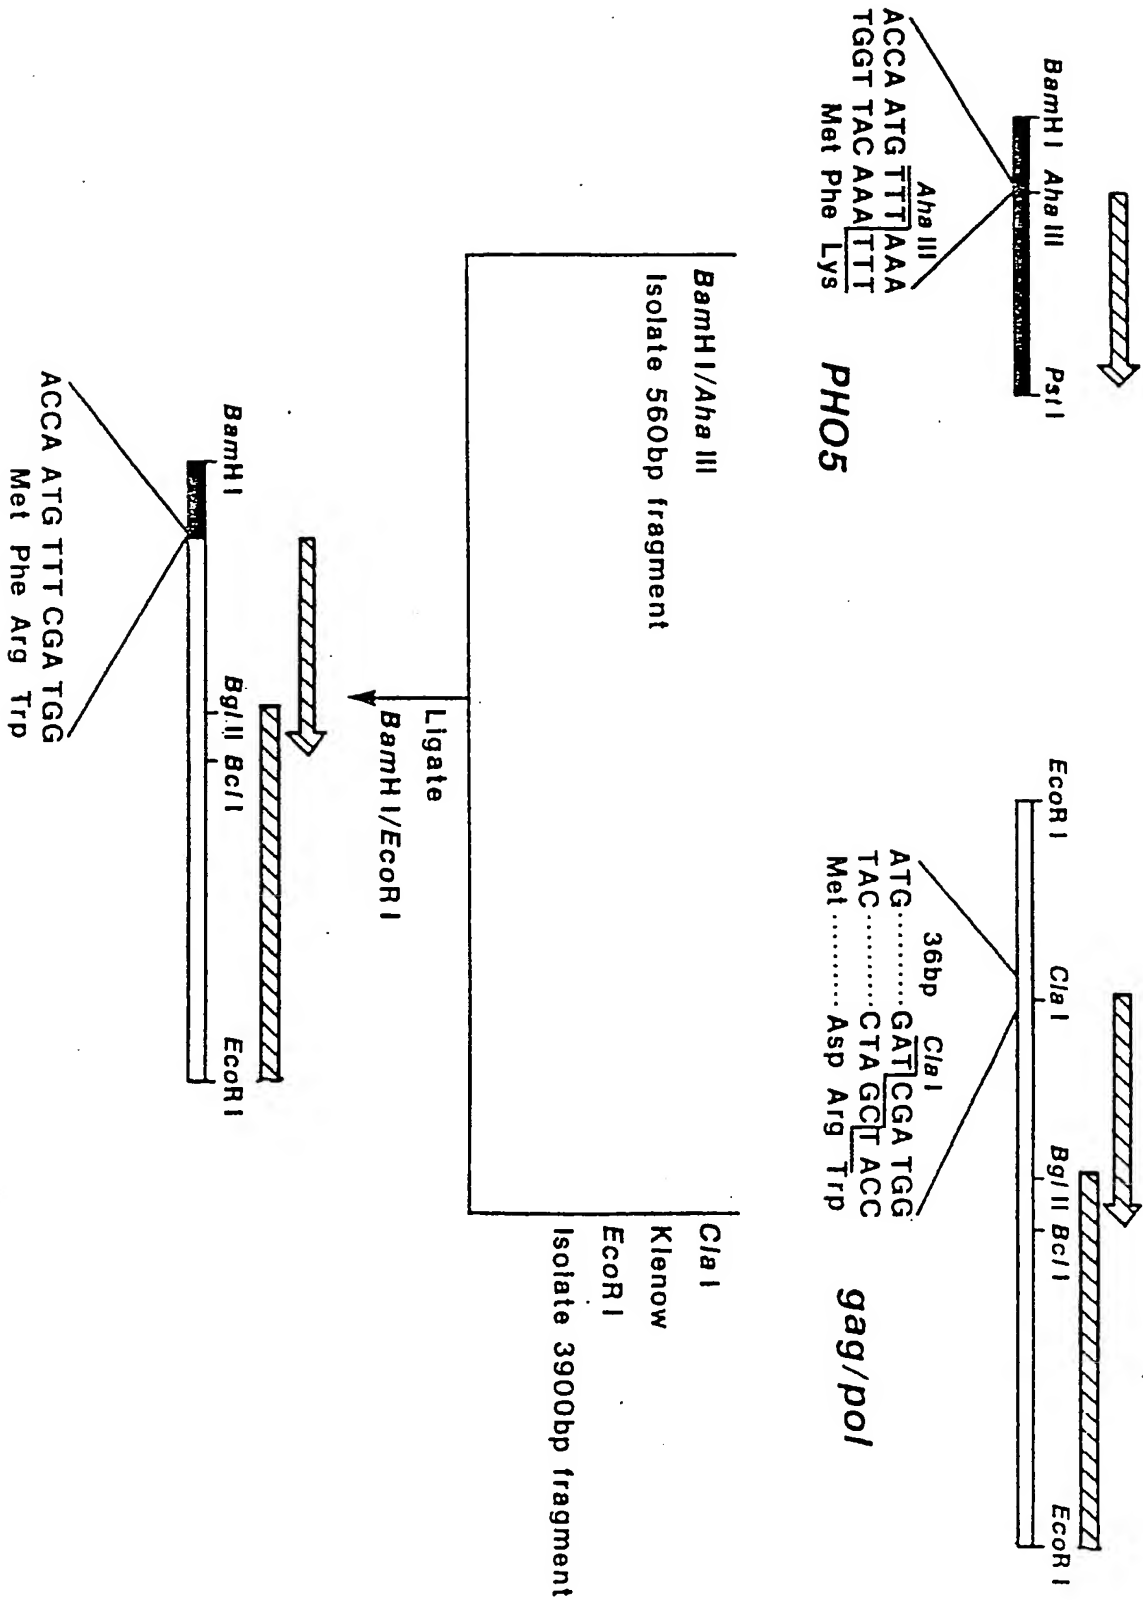 BamHI AhaIII PstI
AhaIII
ACCA ATG TTT AAA
TGGT TAC AAA TTT
Met Phe Lys
PHO5
EcoRI ClaI BglII BclI EcoRI
36bp ClaI
ATG..........GAT CGA TGG
TAC..........CTA GCT ACC
Met.......... Asp Arg Trp
gag/pol
BamHI/AhaIII
Isolate 560bp fragment
ClaI
Klenow
EcoRI
Isolate 3900bp fragment
Ligate
BamHI/EcoRI
BamHI BglII BclI EcoRI
ACCA ATG TTT CGA TGG
Met Phe Arg Trp